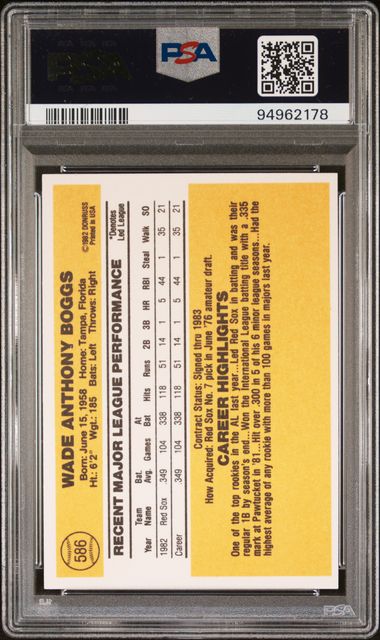 PSA
94962178
586
WADE ANTHONY BOGGS
Born: June 15, 1958 Home: Tampa, Florida
Ht.: 6'2" Wgt.: 185 Bats: Left Throws: Right
©1982 DONRUSS
Printed in USA
RECENT MAJOR LEAGUE PERFORMANCE
*Denotes
Led League
Year Team Name Bat. Avg. Games At Bat Hits Runs 2B 3B HR RBI Steal Walk SO
1982 Red Sox .349 104 338 118 51 14 1 5 44 1 35 21
Career .349 104 338 118 51 14 1 5 44 1 35 21
Contract Status: Signed thru 1983
How Acquired: Red Sox No. 7 pick in June '76 amateur draft.
CAREER HIGHLIGHTS
One of the top rookies in the AL last year...Led Red Sox in batting and was their
regular 1B by season's end...Won the International League batting title with a .335
mark at Pawtucket in '81...Hit over .300 in 5 of his 6 minor league seasons...Had the
highest average of any rookie with more than 100 games in majors last year.
PSA